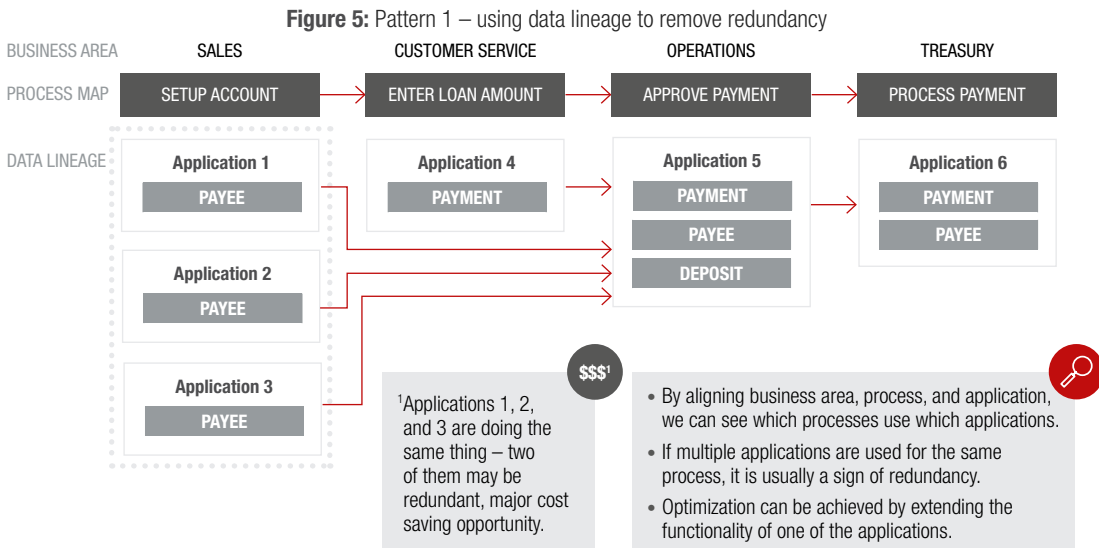 Figure 5: Pattern 1 – using data lineage to remove redundancy
BUSINESS AREA SALES CUSTOMER SERVICE OPERATIONS TREASURY
PROCESS MAP SETUP ACCOUNT ENTER LOAN AMOUNT APPROVE PAYMENT PROCESS PAYMENT
DATA LINEAGE
Application 1
PAYEE
Application 2
PAYEE
Application 3
PAYEE
Application 4
PAYMENT
Application 5
PAYMENT
PAYEE
DEPOSIT
Application 6
PAYMENT
PAYEE
$$$¹
¹Applications 1, 2,
and 3 are doing the
same thing – two
of them may be
redundant, major cost
saving opportunity.
• By aligning business area, process, and application,
we can see which processes use which applications.
• If multiple applications are used for the same
process, it is usually a sign of redundancy.
• Optimization can be achieved by extending the
functionality of one of the applications.